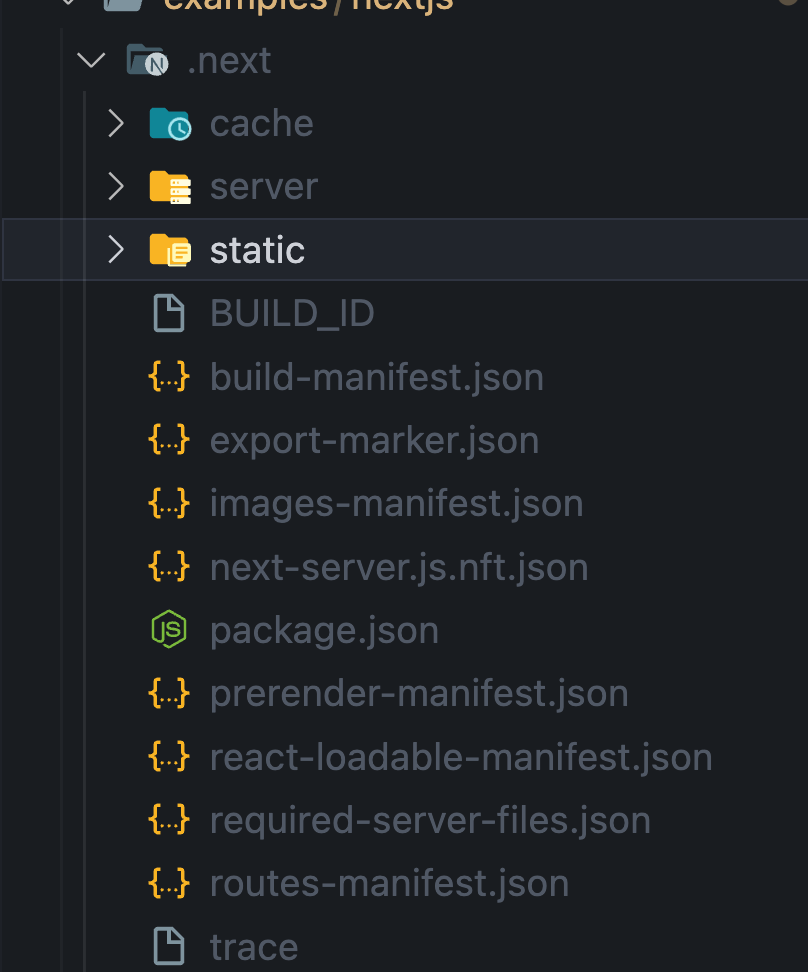 examples/nextjs
.next
cache
server
static
BUILD_ID
build-manifest.json
export-marker.json
images-manifest.json
next-server.js.nft.json
package.json
prerender-manifest.json
react-loadable-manifest.json
required-server-files.json
routes-manifest.json
trace